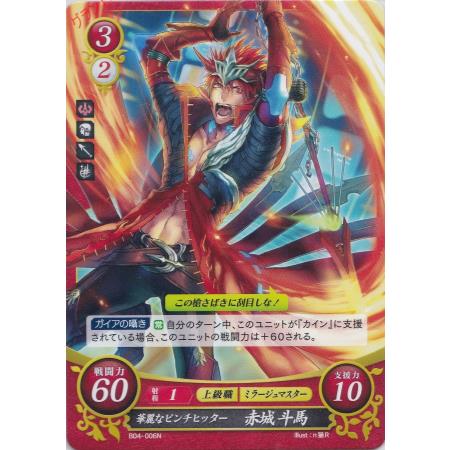 3
2
この槍さばきに刮目しな!
ガイアの囁き 常 自分のターン中、このユニットが『カイン』に支援
されている場合、このユニットの戦闘力は+60される。
戦闘力
60
射程 1
上級職
ミラージュマスター
支援力
10
華麗なピンチヒッター 赤城斗馬
B04-006N